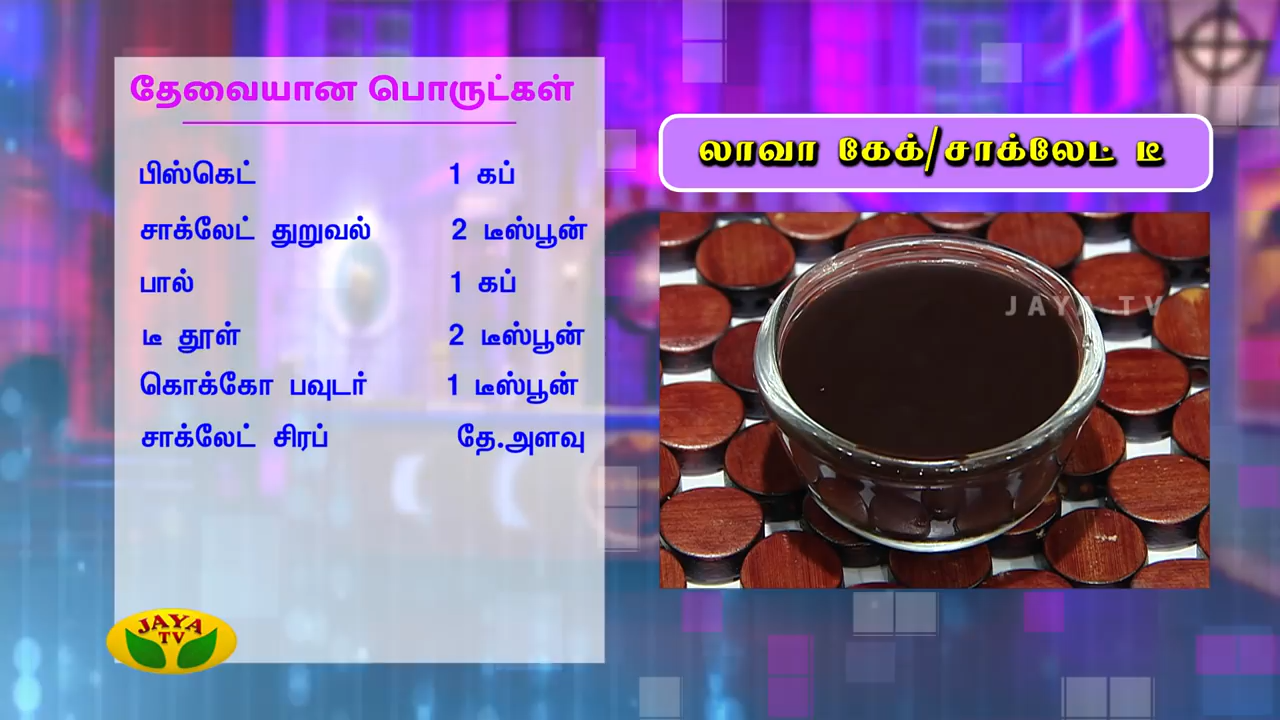 தேவையான பொருட்கள்
பிஸ்கெட் 1 கப்
சாக்லேட் துறுவல் 2 டீஸ்பூன்
பால் 1 கப்
டீ தூள் 2 டீஸ்பூன்
கொக்கோ பவுடர் 1 டீஸ்பூன்
சாக்லேட் சிரப் தே.அளவு
லாவா கேக்/சாக்லேட் டீ
JAYA TV
JAYA
TV